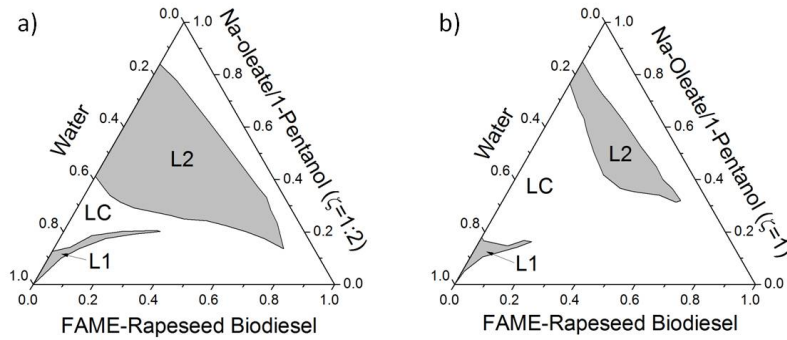 a)
0.0
1.0
0.2
0.8
0.4
0.6
0.6
0.4
0.8
0.2
1.0
0.0
0.0
0.2
0.4
0.6
0.8
1.0
Water
Na-oleate/1-Pentanol (ζ=1:2)
FAME-Rapeseed Biodiesel
L2
LC
L1
b)
0.0
1.0
0.2
0.8
0.4
0.6
0.6
0.4
0.8
0.2
1.0
0.0
0.0
0.2
0.4
0.6
0.8
1.0
Water
Na-Oleate/1-Pentanol (ζ=1)
FAME-Rapeseed Biodiesel
L2
LC
L1